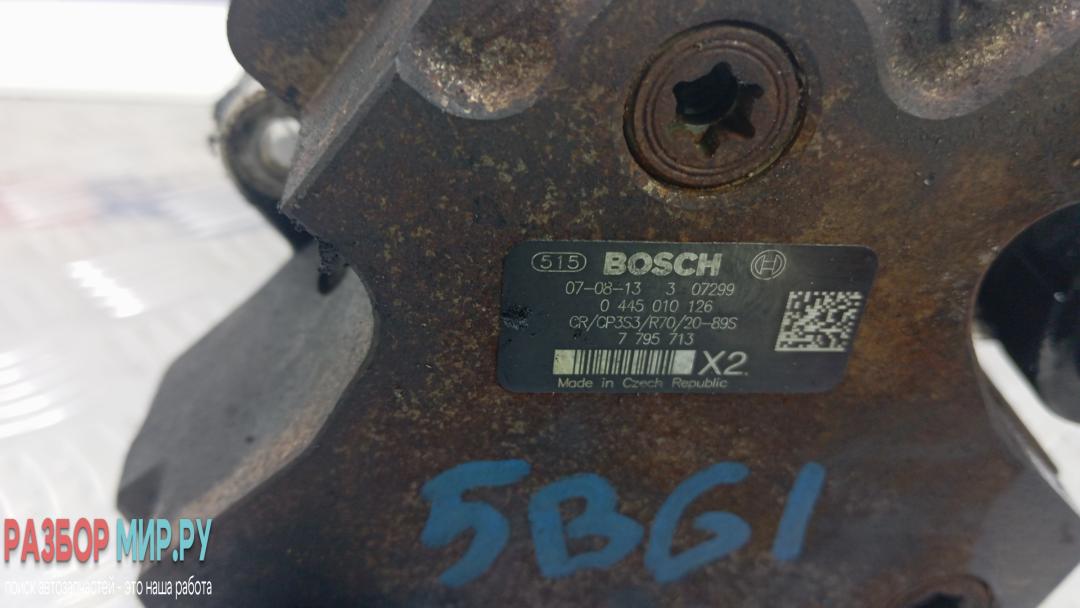 515 BOSCH
07-08-13 3 07299
0 445 010 126
CR/CP3S3/R70/20-89S
7 795 713
X2.
Made in Czech Republic
5BG1
РАЗБОР МИР.РУ
поиск автозапчастей - это наша работа